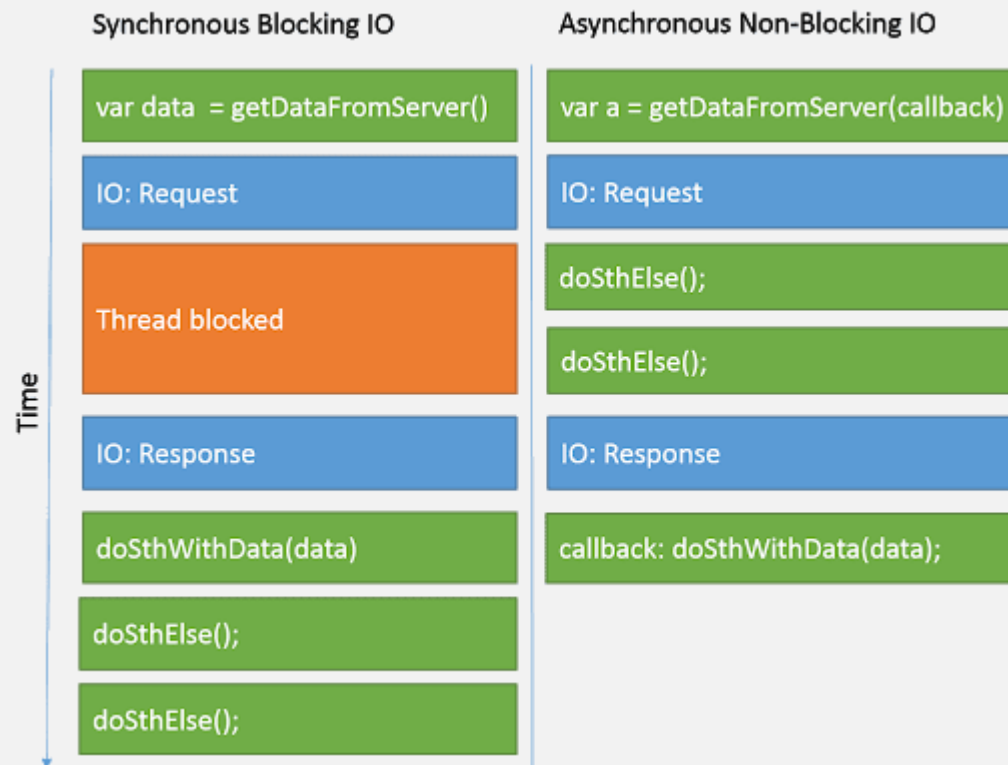 Synchronous Blocking IO
var data  = getDataFromServer()
IO: Request
Thread blocked
IO: Response
doSthWithData(data)
doSthElse();
doSthElse();
Asynchronous Non-Blocking IO
var a = getDataFromServer(callback)
IO: Request
doSthElse();
doSthElse();
IO: Response
callback: doSthWithData(data);
Time